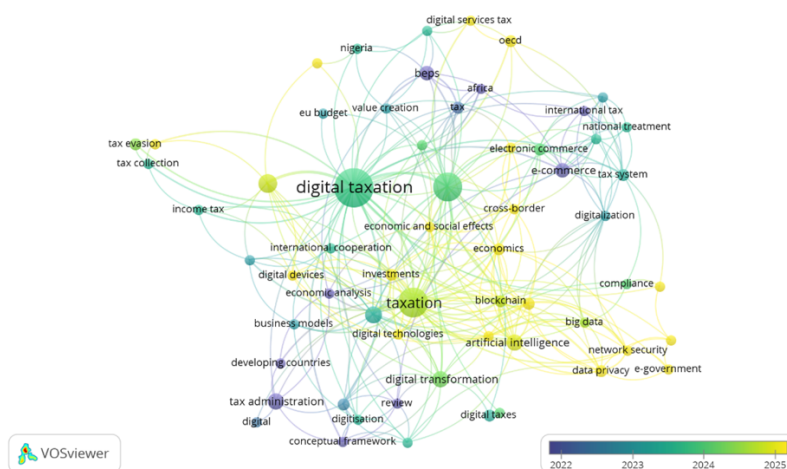 digital services tax
oecd
nigeria
beps
africa
eu budget
value creation
tax
international tax
national treatment
tax evasion
tax collection
electronic commerce
e-commerce
tax system
digital taxation
income tax
cross-border
digitalization
economic and social effects
international cooperation
economics
digital devices
investments
compliance
economic analysis
taxation
blockchain
business models
big data
digital technologies
artificial intelligence
network security
developing countries
data privacy
e-government
digital transformation
tax administration
review
digital
digitisation
digital taxes
conceptual framework
VOSviewer
2022
2023
2024
2025